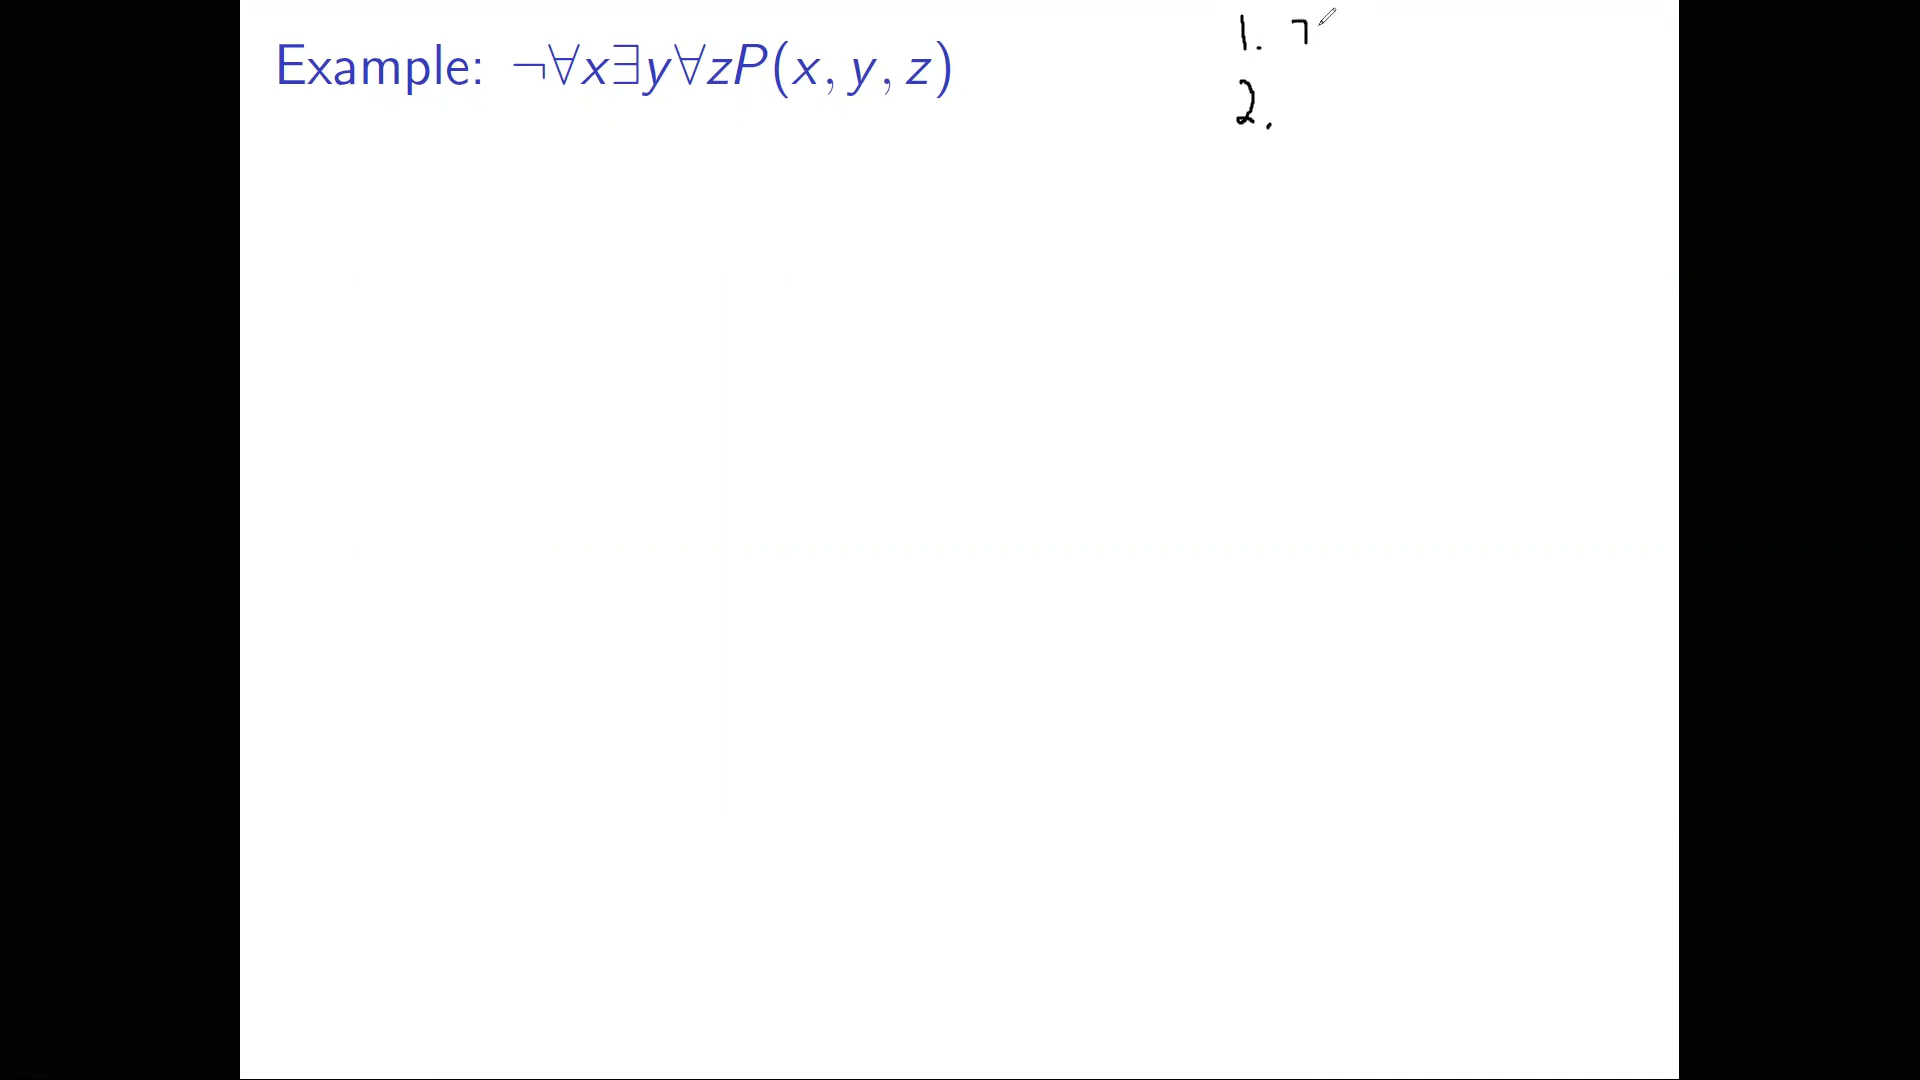 Example: ¬∀x∃y∀zP(x, y, z)
1. ¬
2.